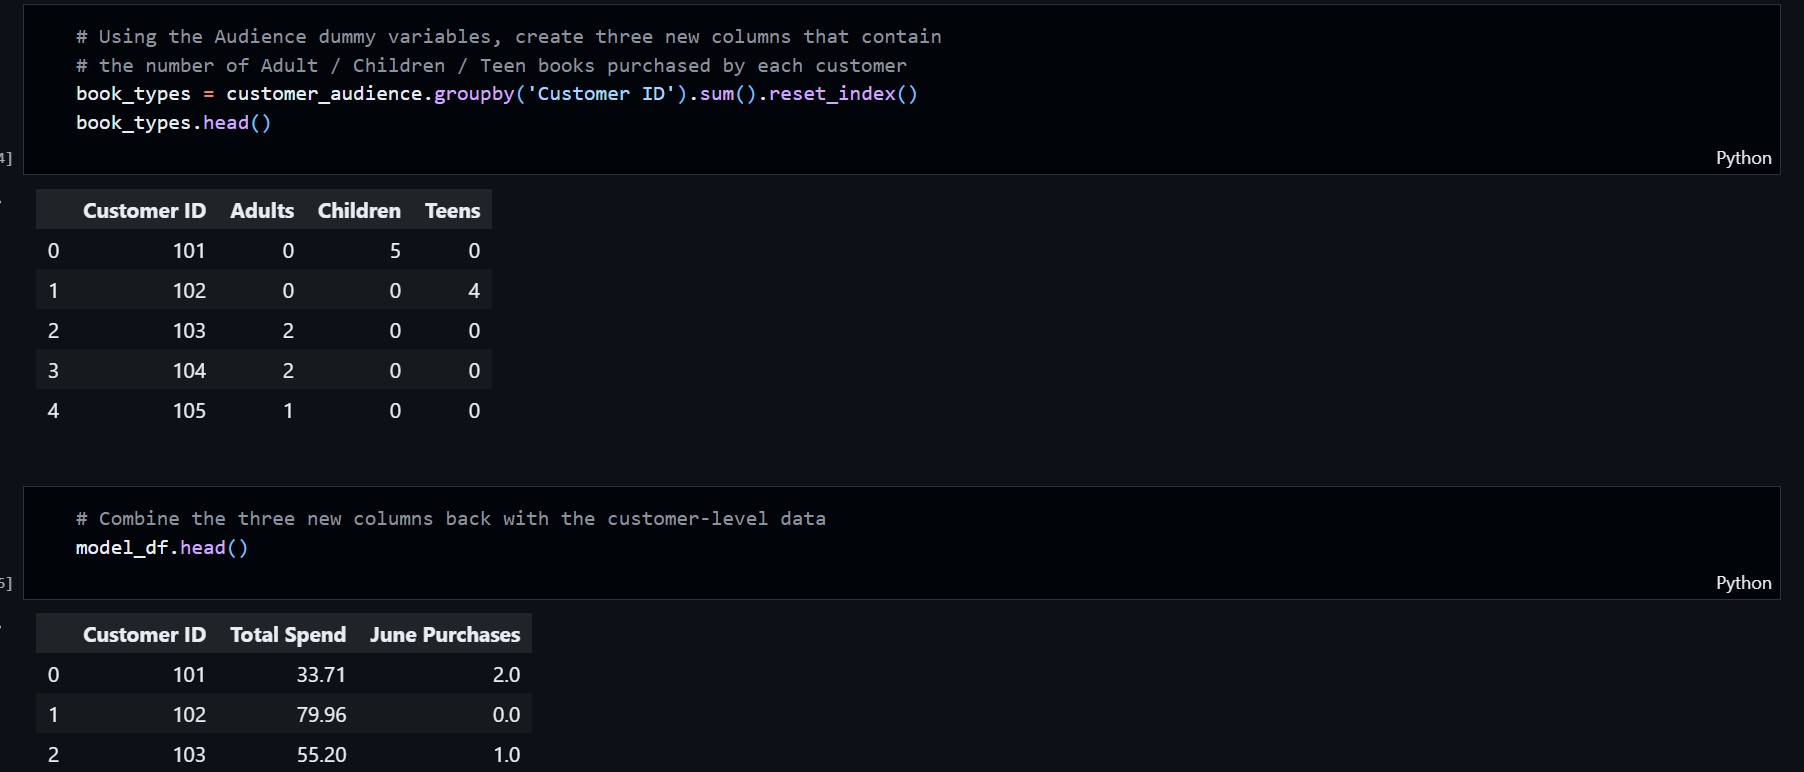 # Using the Audience dummy variables, create three new columns that contain
# the number of Adult / Children / Teen books purchased by each customer
book_types = customer_audience.groupby('Customer ID').sum().reset_index()
book_types.head()
4]
Python
Customer ID Adults Children Teens
0 101 0 5 0
1 102 0 0 4
2 103 2 0 0
3 104 2 0 0
4 105 1 0 0
# Combine the three new columns back with the customer-level data
model_df.head()
6]
Python
Customer ID Total Spend June Purchases
0 101 33.71 2.0
1 102 79.96 0.0
2 103 55.20 1.0